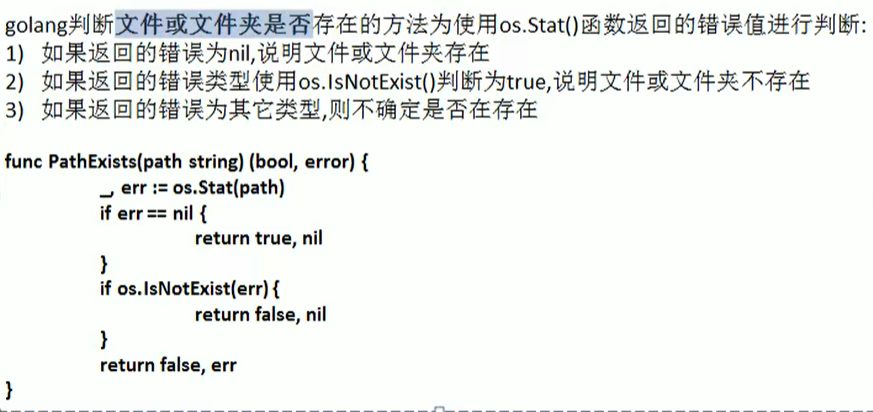 golang判断文件或文件夹是否存在的方法为使用os.Stat()函数返回的错误值进行判断:
1) 如果返回的错误为nil,说明文件或文件夹存在
2) 如果返回的错误类型使用os.IsNotExist()判断为true,说明文件或文件夹不存在
3) 如果返回的错误为其它类型,则不确定是否在存在
func PathExists(path string) (bool, error) {
_, err := os.Stat(path)
if err == nil {
return true, nil
}
if os.IsNotExist(err) {
return false, nil
}
return false, err
}